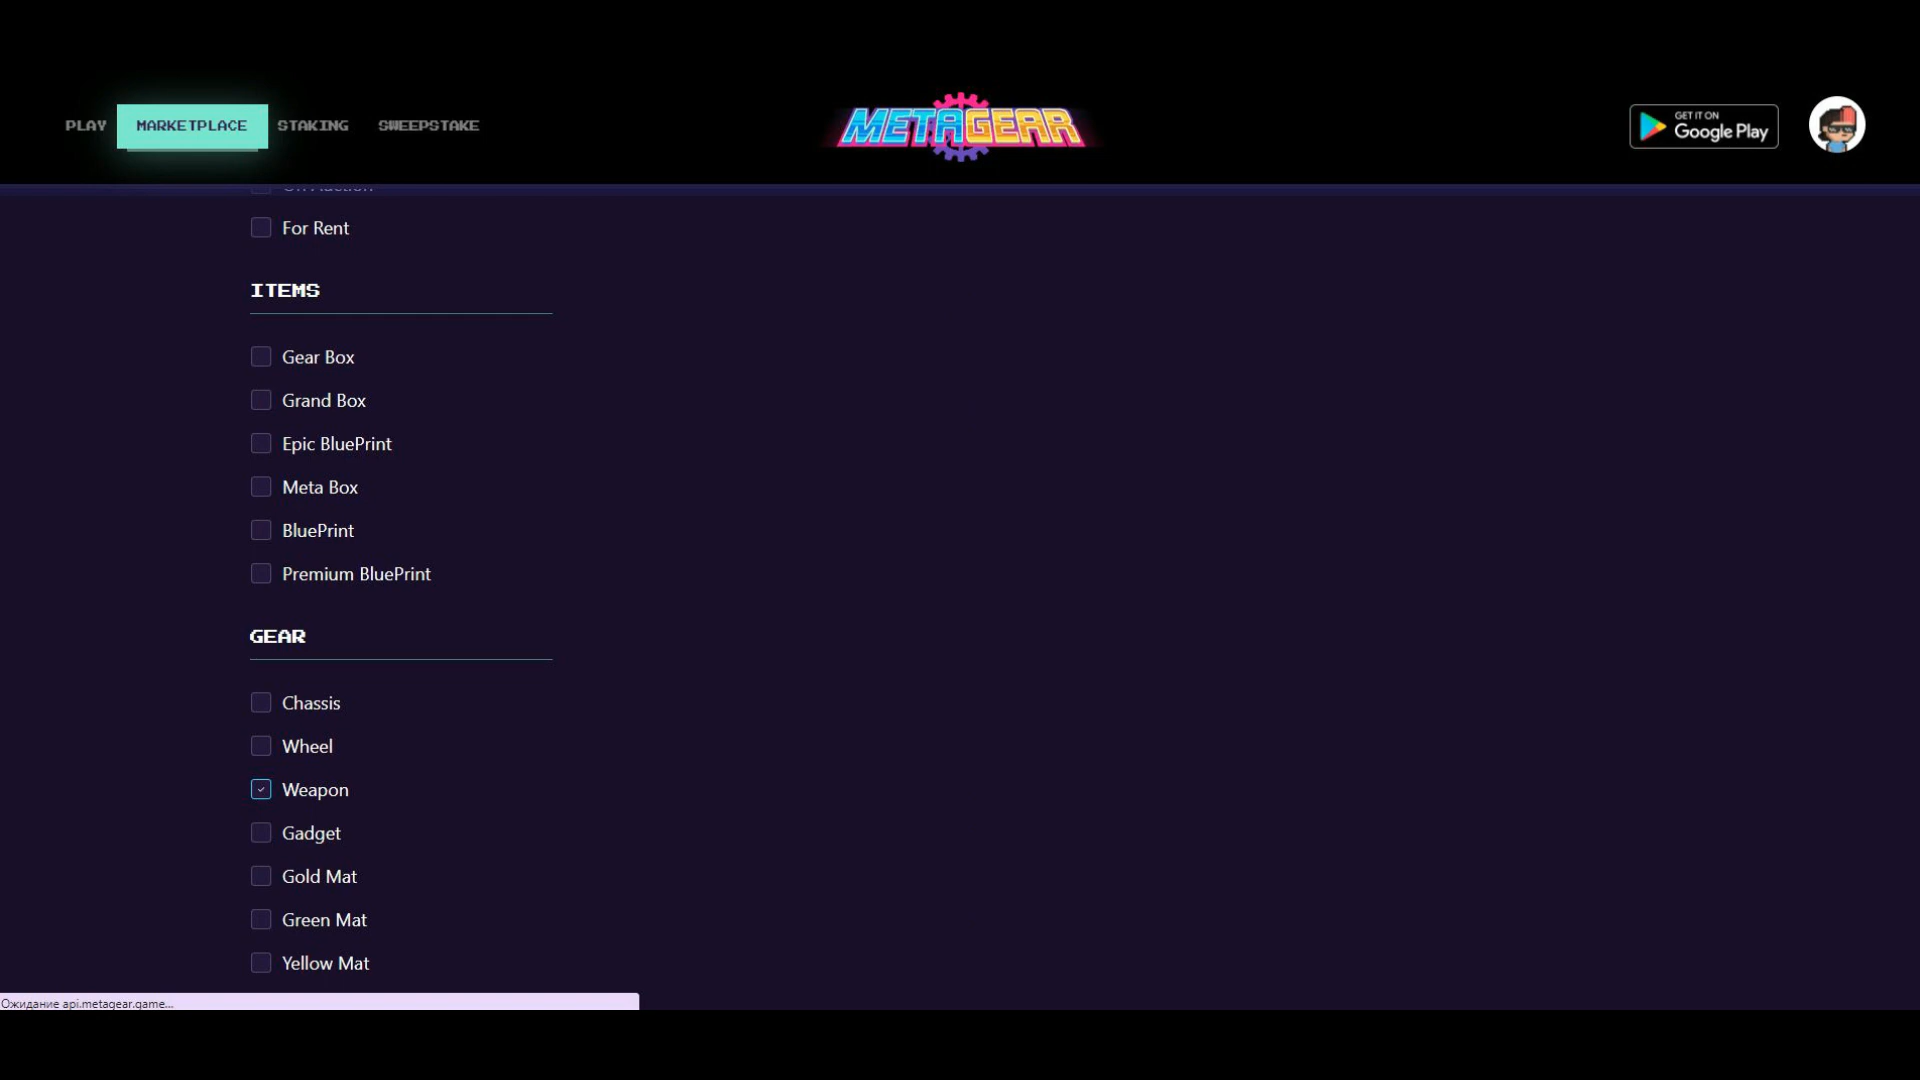 PLAY
MARKETPLACE
STAKING
SWEEPSTAKE
METAGEAR
GET IT ON
Google Play
On Auction
For Rent
ITEMS
Gear Box
Grand Box
Epic BluePrint
Meta Box
BluePrint
Premium BluePrint
GEAR
Chassis
Wheel
Weapon
Gadget
Gold Mat
Green Mat
Yellow Mat
Ожидание api.metagear.game...